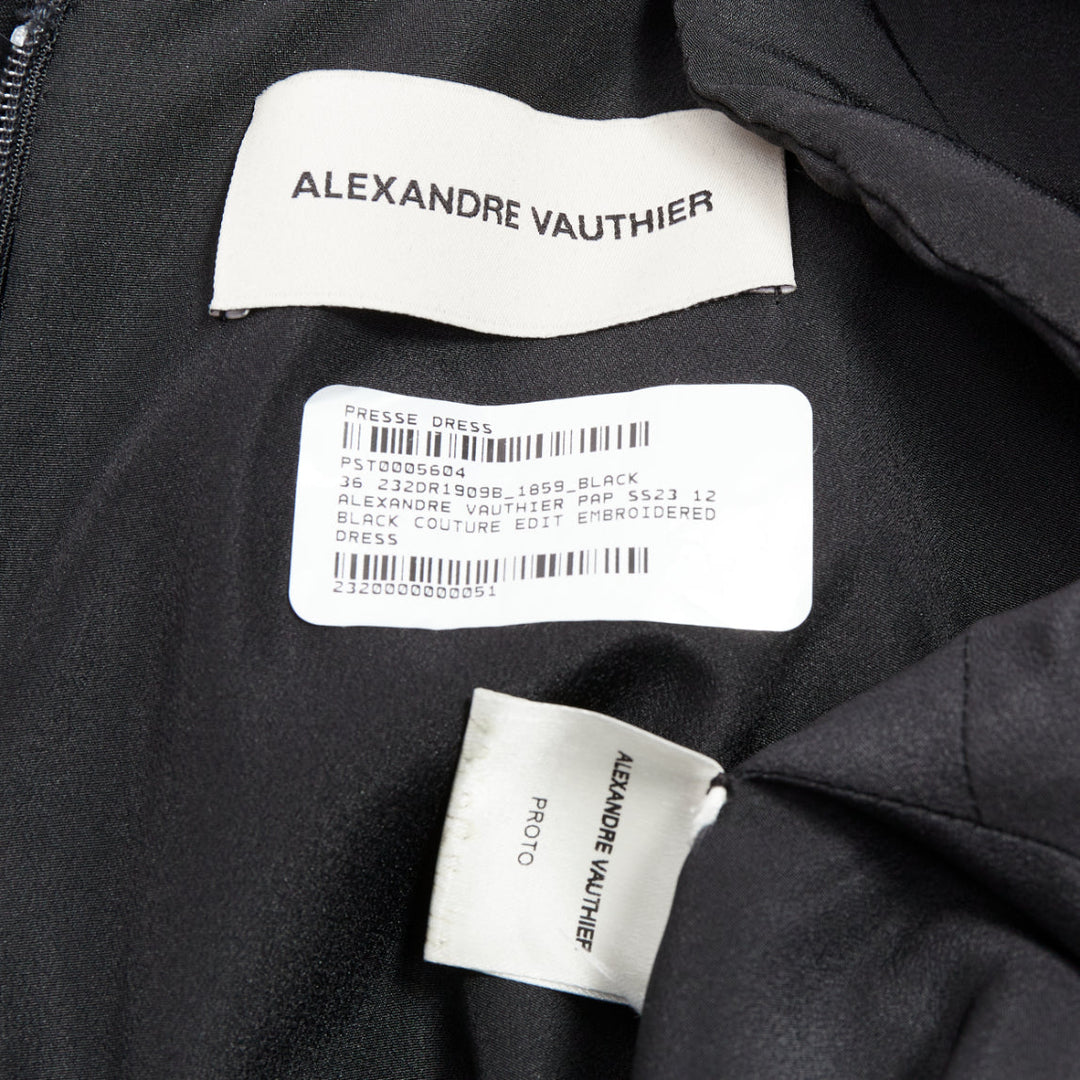 ALEXANDRE VAUTHIER
PRESSE DRESS
PST0005604
36 232DR1909B_1859_BLACK
ALEXANDRE VAUTHIER PAP SS23 12
BLACK COUTURE EDIT EMBROIDERED
DRESS
2320000000051
ALEXANDRE VAUTHIER
PROTO